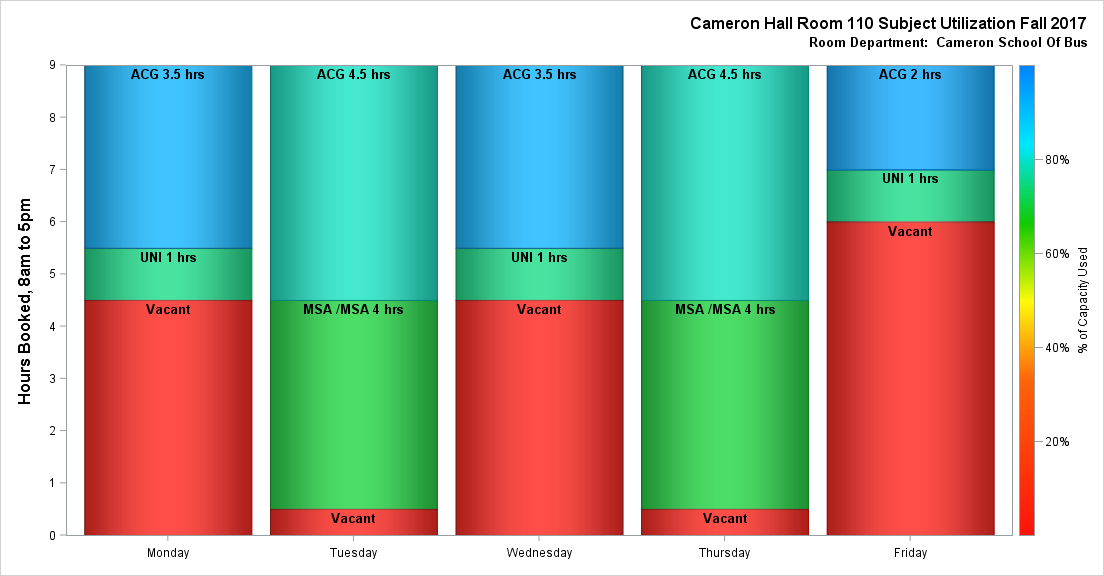 Cameron Hall Room 110 Subject Utilization Fall 2017
Room Department:  Cameron School Of Bus
Hours Booked, 8am to 5pm
9
8
7
6
5
4
3
2
1
0
ACG 3.5 hrs
UNI 1 hrs
Vacant
ACG 4.5 hrs
MSA /MSA 4 hrs
Vacant
ACG 3.5 hrs
UNI 1 hrs
Vacant
ACG 4.5 hrs
MSA /MSA 4 hrs
Vacant
ACG 2 hrs
UNI 1 hrs
Vacant
Monday
Tuesday
Wednesday
Thursday
Friday
80%
60%
40%
20%
% of Capacity Used